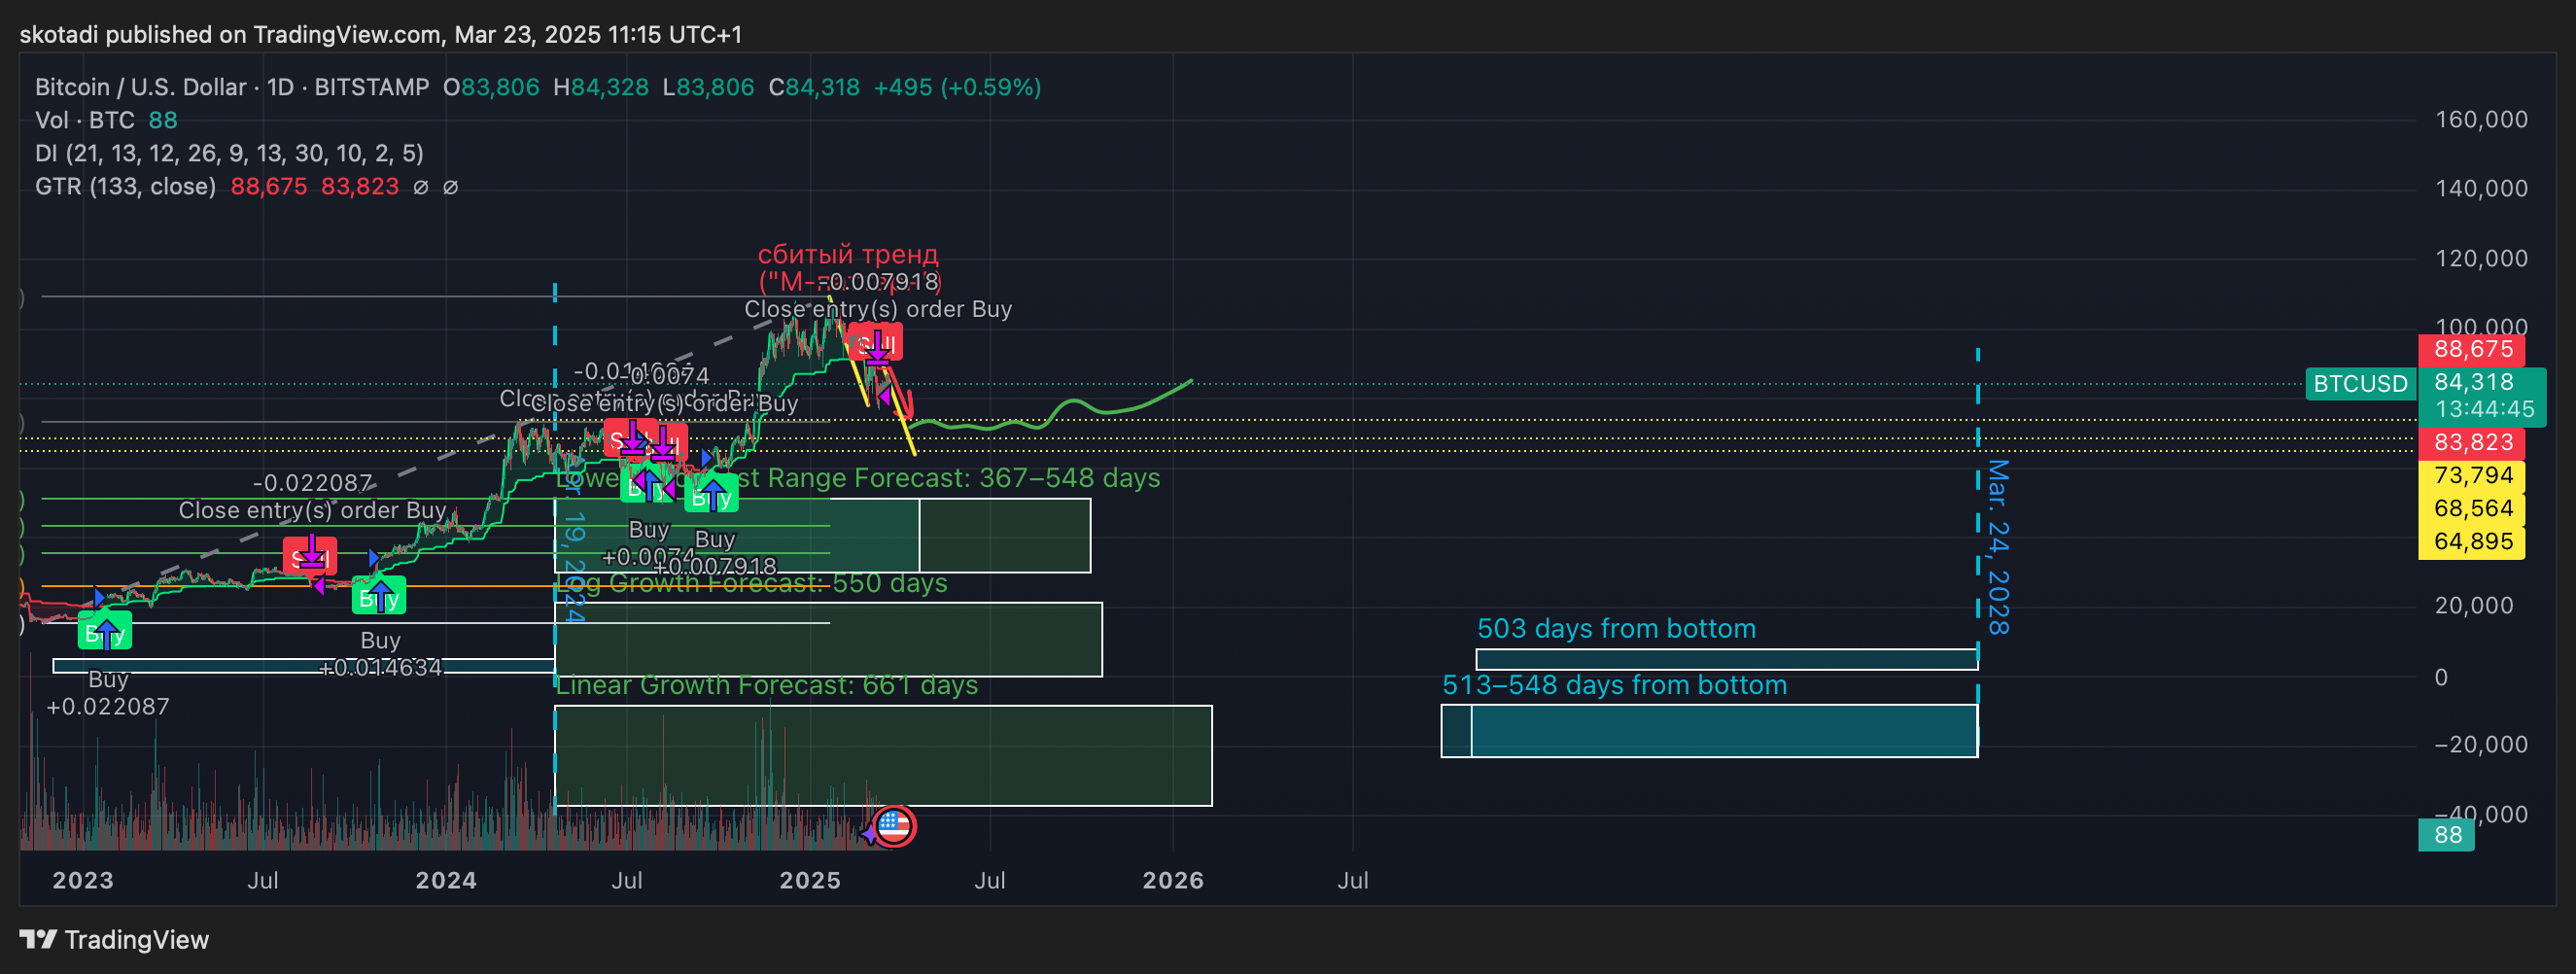 skotadi published on TradingView.com, Mar 23, 2025 11:15 UTC+1
Bitcoin / U.S. Dollar · 1D · BITSTAMP O83,806 H84,328 L83,806 C84,318 +495 (+0.59%)
Vol · BTC 88
DI (21, 13, 12, 26, 9, 13, 30, 10, 2, 5)
GTR (133, close) 88,675 83,823 ∅ ∅
160,000
140,000
120,000
100,000
88,675
BTCUSD 84,318
13:44:45
83,823
73,794
68,564
64,895
20,000
0
−20,000
−40,000
88
сбитый тренд
-0.007918
Close entry(s) order Buy
-0.0074
Close entry(s) order Buy
-0.022087
Close entry(s) order Buy
Sell
Buy
Buy
+0.022087
Buy
Buy
+0.014634
Buy
Buy
+0.0074
Buy
Buy
+0.007918
Range Forecast: 367–548 days
Log Growth Forecast: 550 days
Linear Growth Forecast: 661 days
19, 2024
503 days from bottom
513–548 days from bottom
Mar. 24, 2028
2023 Jul 2024 Jul 2025 Jul 2026 Jul
TradingView